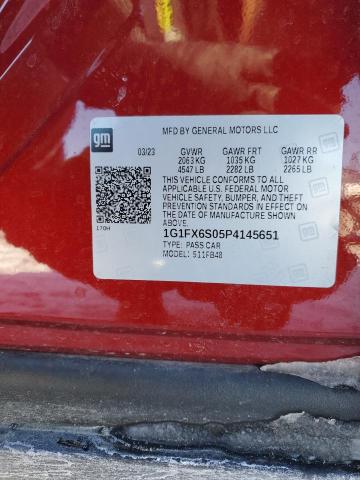 gm
MFD BY GENERAL MOTORS LLC
03/23 GVWR GAWR FRT GAWR RR
2063 KG 1035 KG 1027 KG
4547 LB 2282 LB 2265 LB
THIS VEHICLE CONFORMS TO ALL
APPLICABLE U.S. FEDERAL MOTOR
VEHICLE SAFETY, BUMPER, AND THEFT
PREVENTION STANDARDS IN EFFECT ON THE
DATE OF MANUFACTURE SHOWN ABOVE.
170H
1G1FX6S05P4145651
TYPE: PASS CAR
MODEL: 511FB48